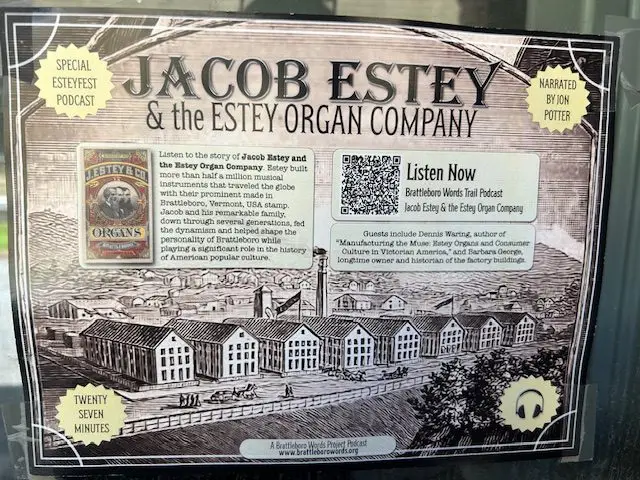 SPECIAL
ESTEYFEST
PODCAST
JACOB ESTEY
& the ESTEY ORGAN COMPANY
NARRATED
BY JON
POTTER
J. ESTEY & CO.
ORGANS
Listen to the story of Jacob Estey and
the Estey Organ Company. Estey built
more than half a million musical
instruments that traveled the globe
with their prominent made in
Brattleboro, Vermont, USA stamp.
Jacob and his remarkable family,
down through several generations, fed
the dynamism and helped shape the
personality of Brattleboro while
playing a significant role in the history
of American popular culture.
Listen Now
Brattleboro Words Trail Podcast
Jacob Estey & the Estey Organ Company
Guests include Dennis Waring, author of
"Manufacturing the Muse: Estey Organs and Consumer
Culture in Victorian America," and Barbara George,
longtime owner and historian of the factory buildings.
TWENTY
SEVEN
MINUTES
A Brattleboro Words Project Podcast
www.brattleborowords.org